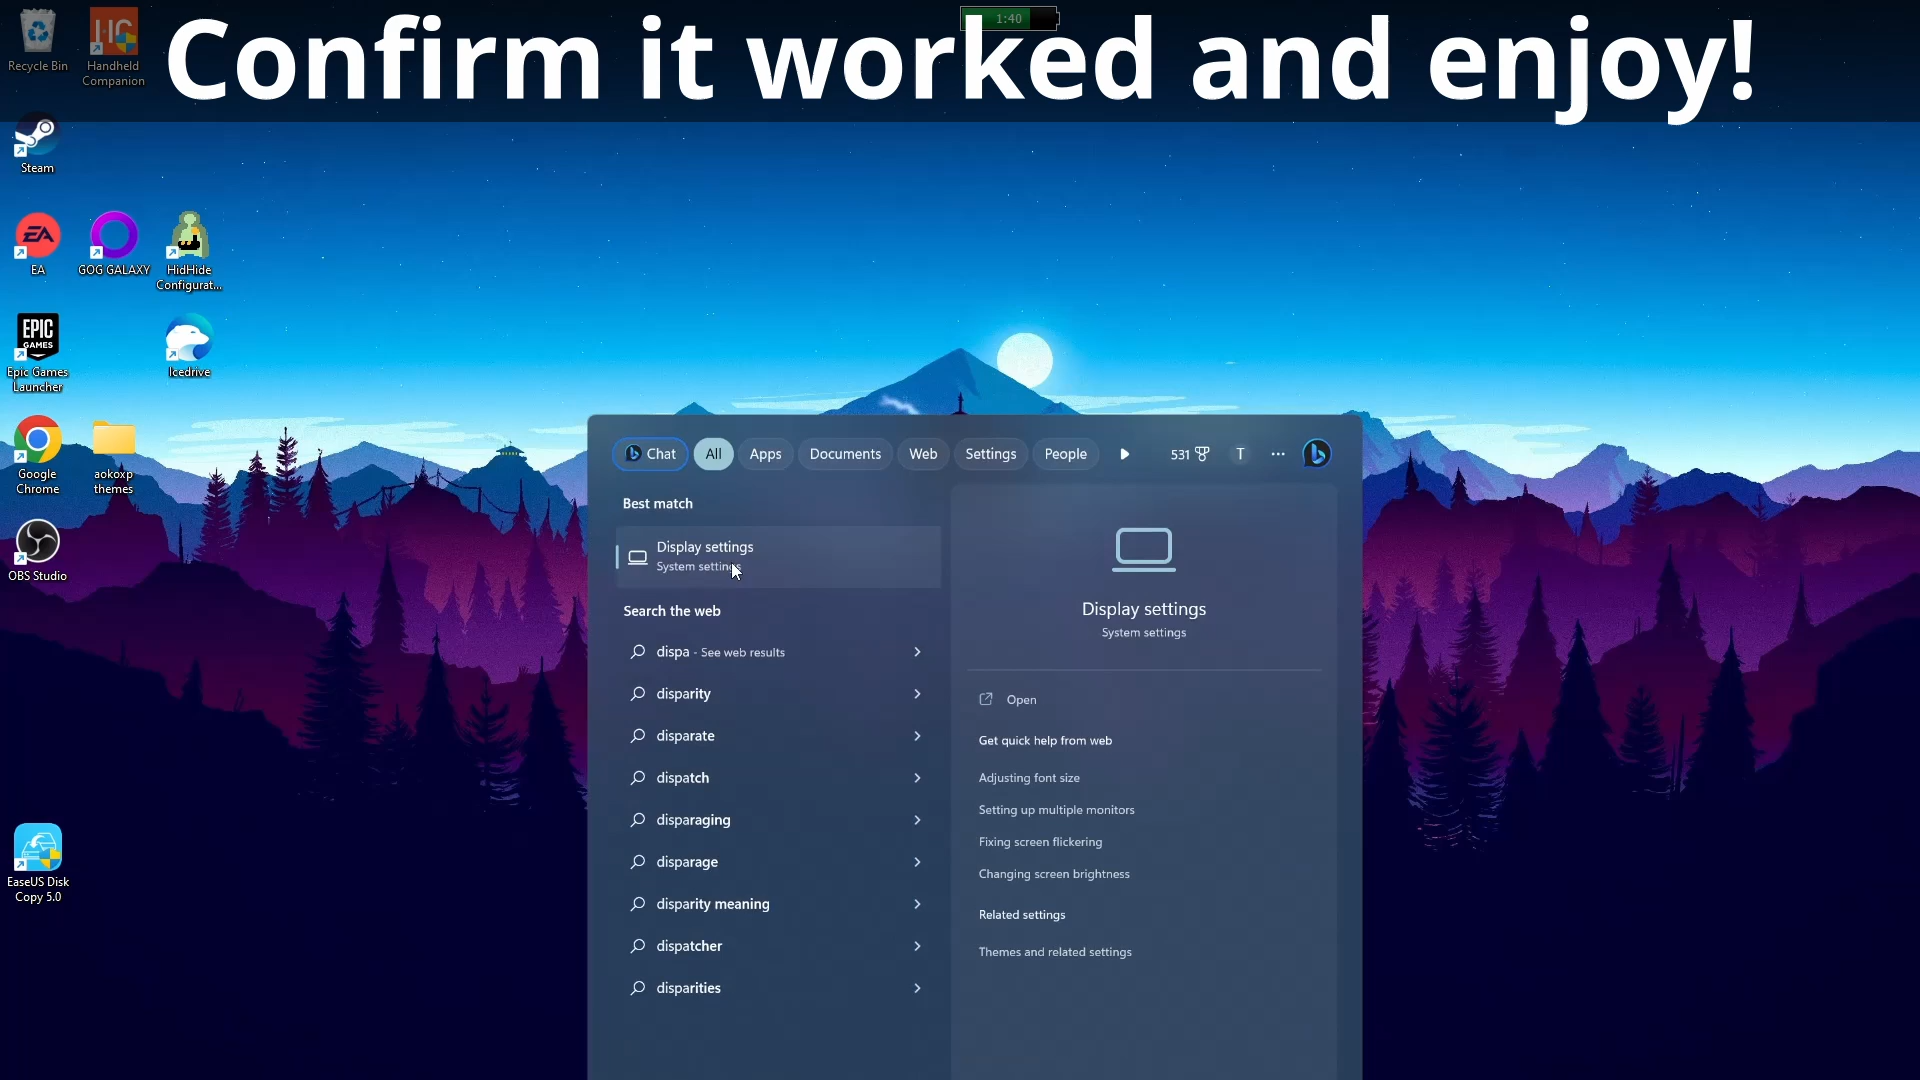 Confirm it worked and enjoy!
1:40
Recycle Bin
HC
Handheld
Companion
Steam
EA
EA
GOG GALAXY
HidHide
Configurat...
EPIC
GAMES
Epic Games
Launcher
Icedrive
Google
Chrome
aokoxp
themes
OBS Studio
EaseUS Disk
Copy 5.0
Chat
All
Apps
Documents
Web
Settings
People
531
T
Best match
Display settings
System settings
Search the web
dispa - See web results
disparity
disparate
dispatch
disparaging
disparage
disparity meaning
dispatcher
disparities
Display settings
System settings
Open
Get quick help from web
Adjusting font size
Setting up multiple monitors
Fixing screen flickering
Changing screen brightness
Related settings
Themes and related settings